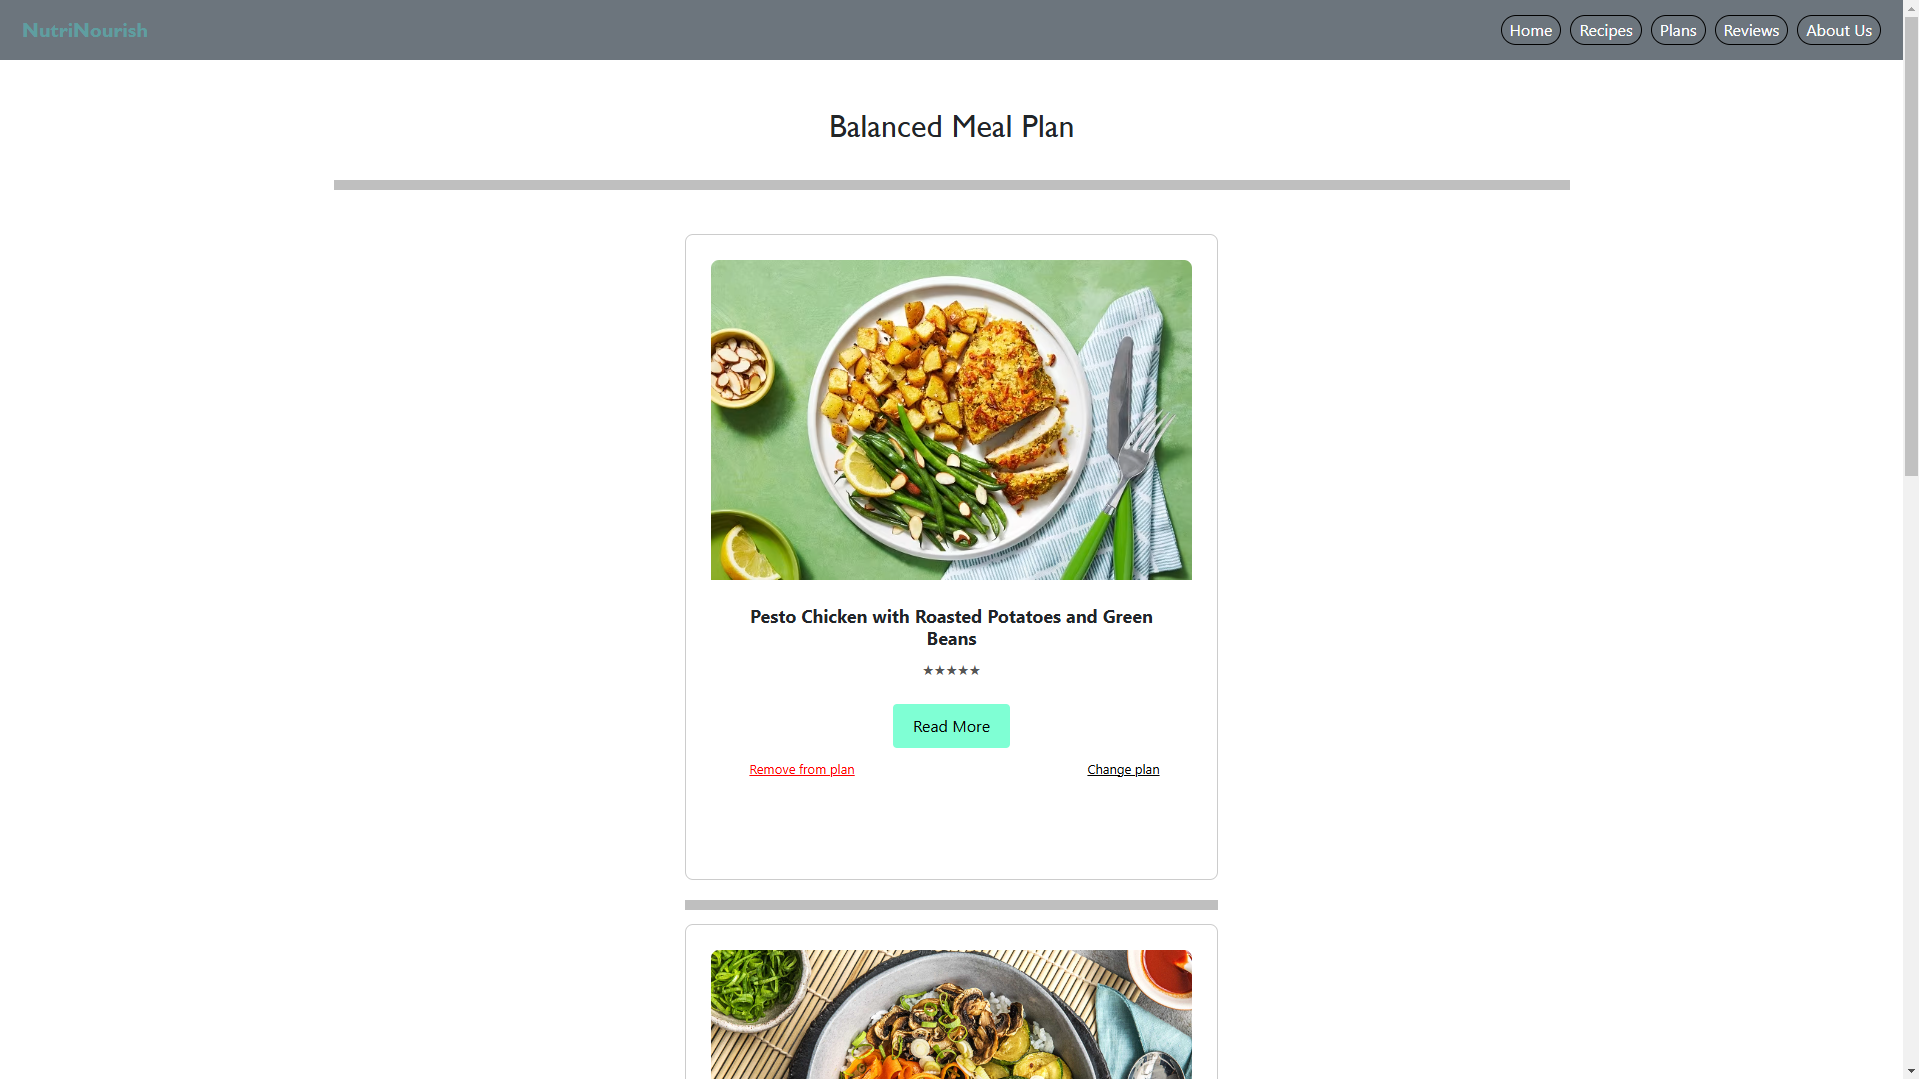 NutriNourish
Home
Recipes
Plans
Reviews
About Us
Balanced Meal Plan
Pesto Chicken with Roasted Potatoes and Green
Beans
★★★★★
Read More
Remove from plan
Change plan